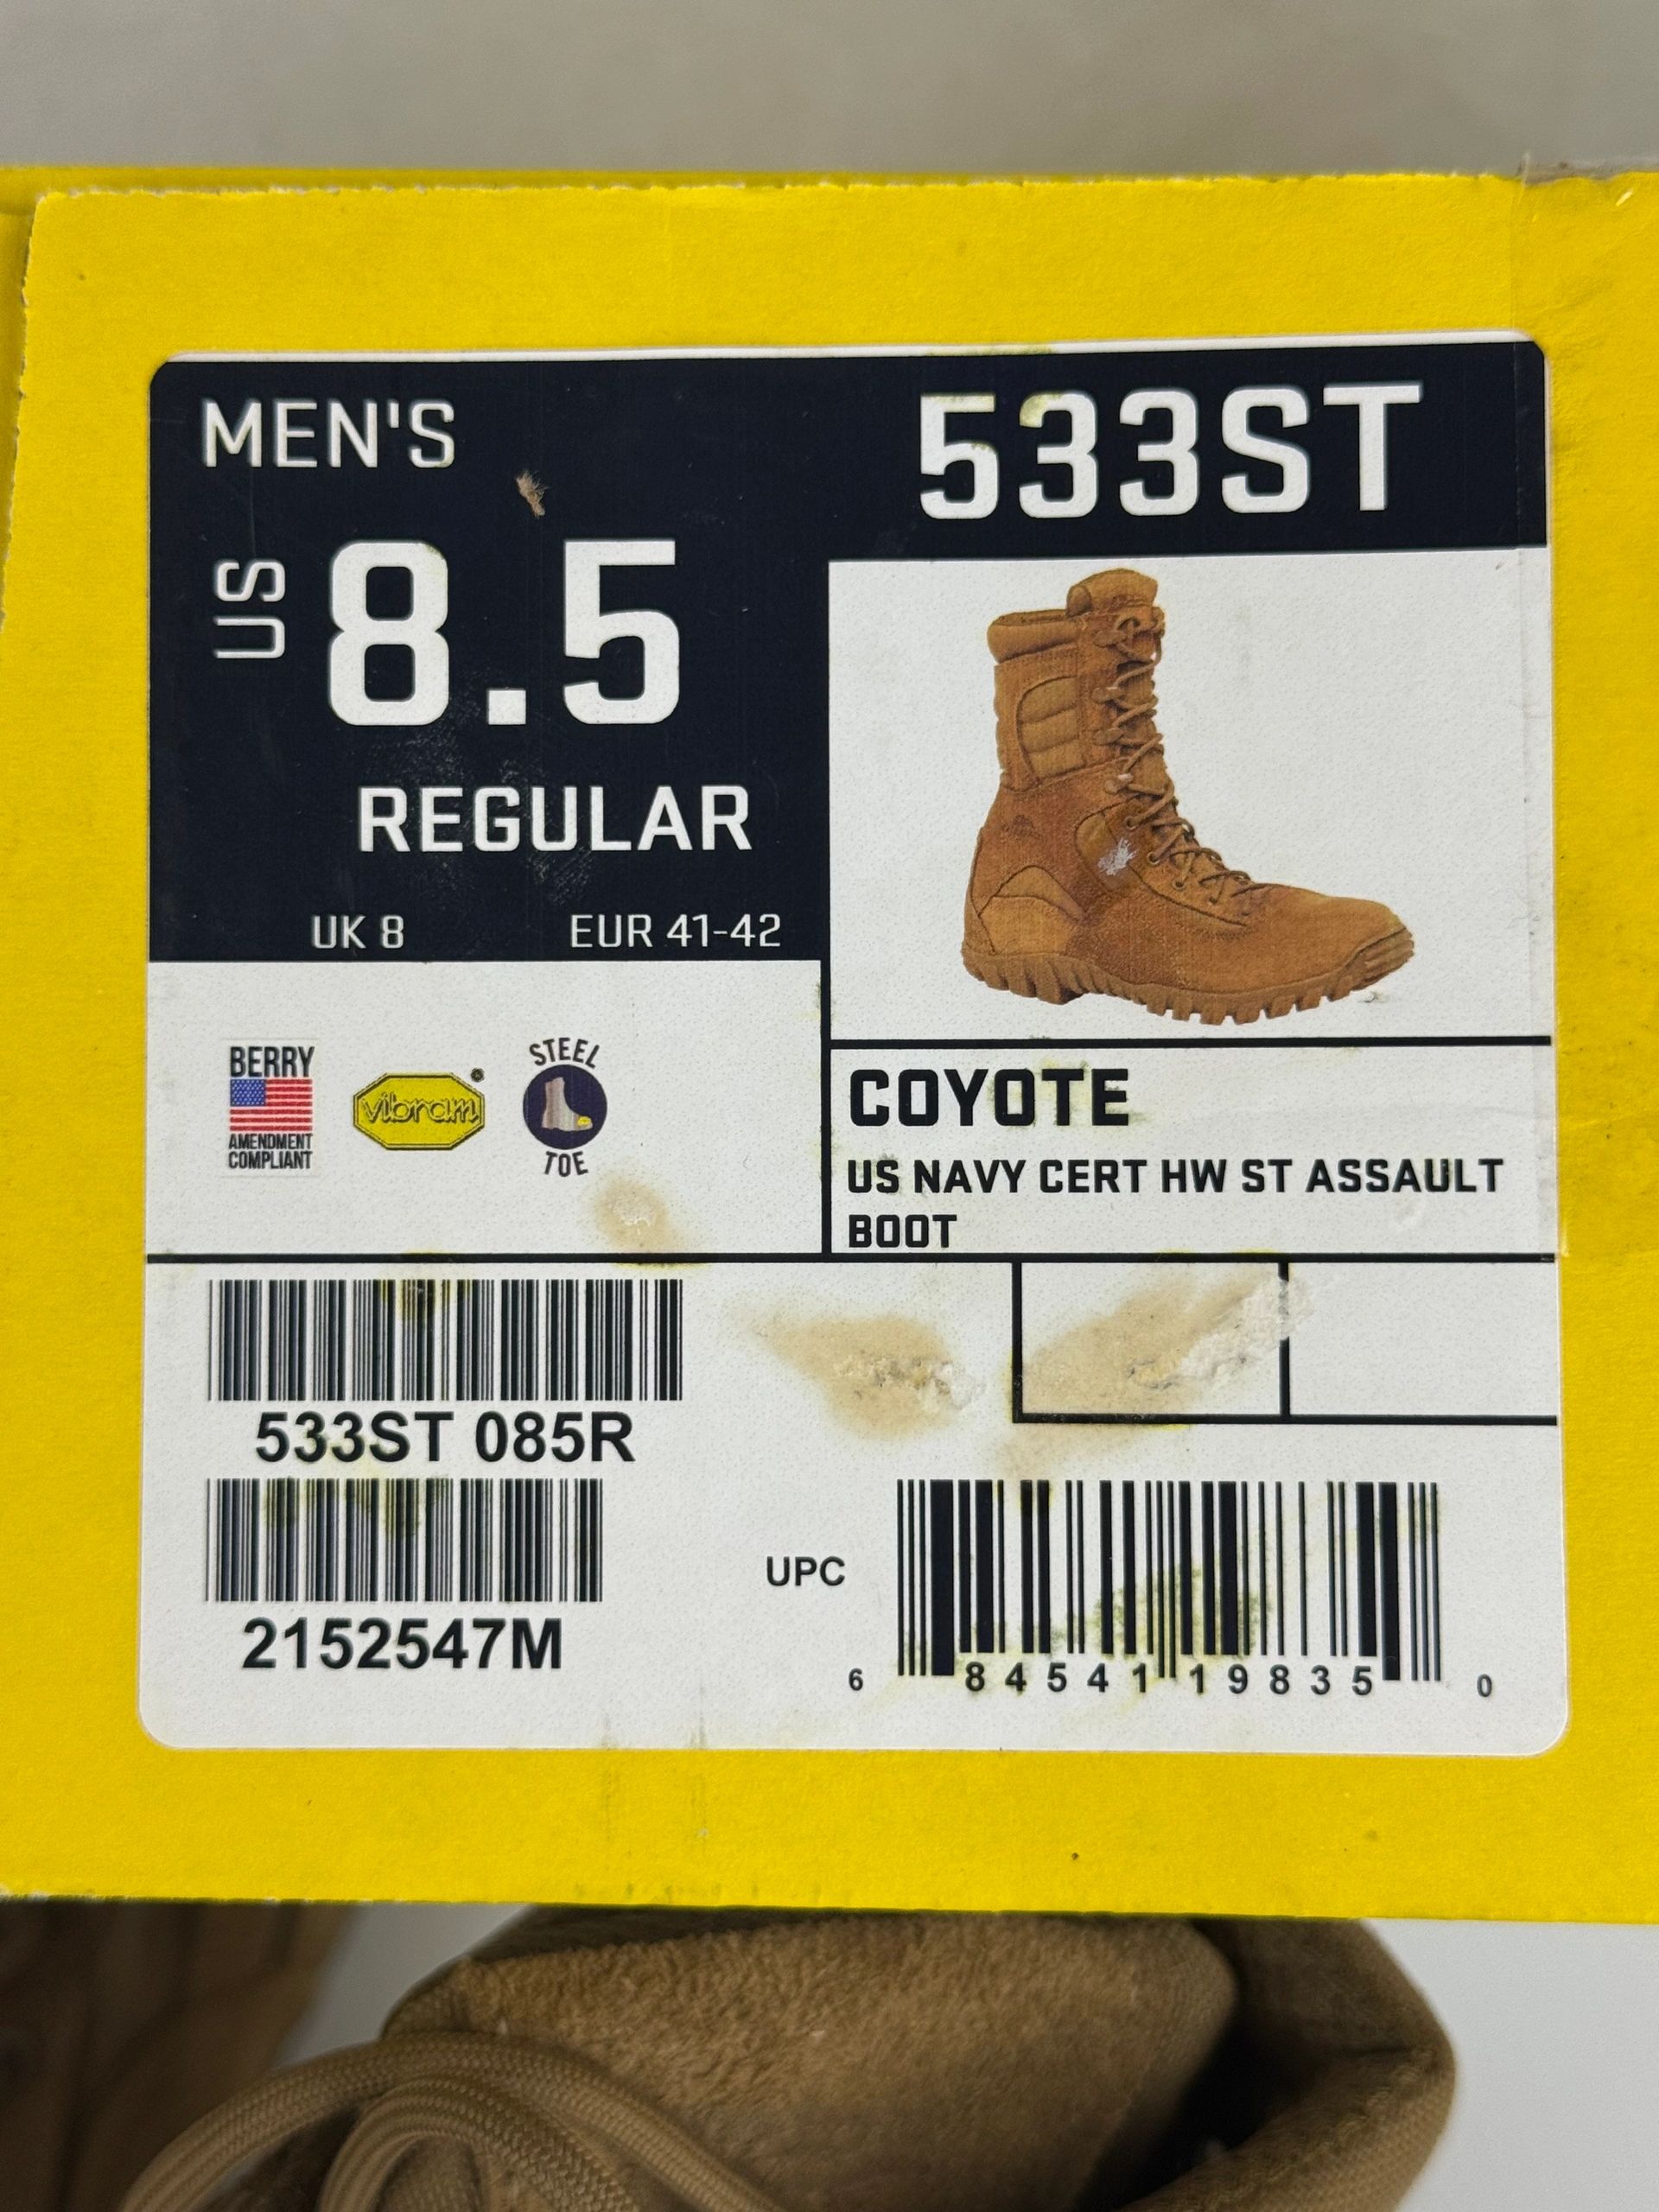 MEN'S
533ST
US
8.5
REGULAR
UK 8 EUR 41-42
BERRY
AMENDMENT
COMPLIANT
vibram
STEEL
TOE
COYOTE
US NAVY CERT HW ST ASSAULT
BOOT
533ST 085R
2152547M
UPC
6 84541 19835 0